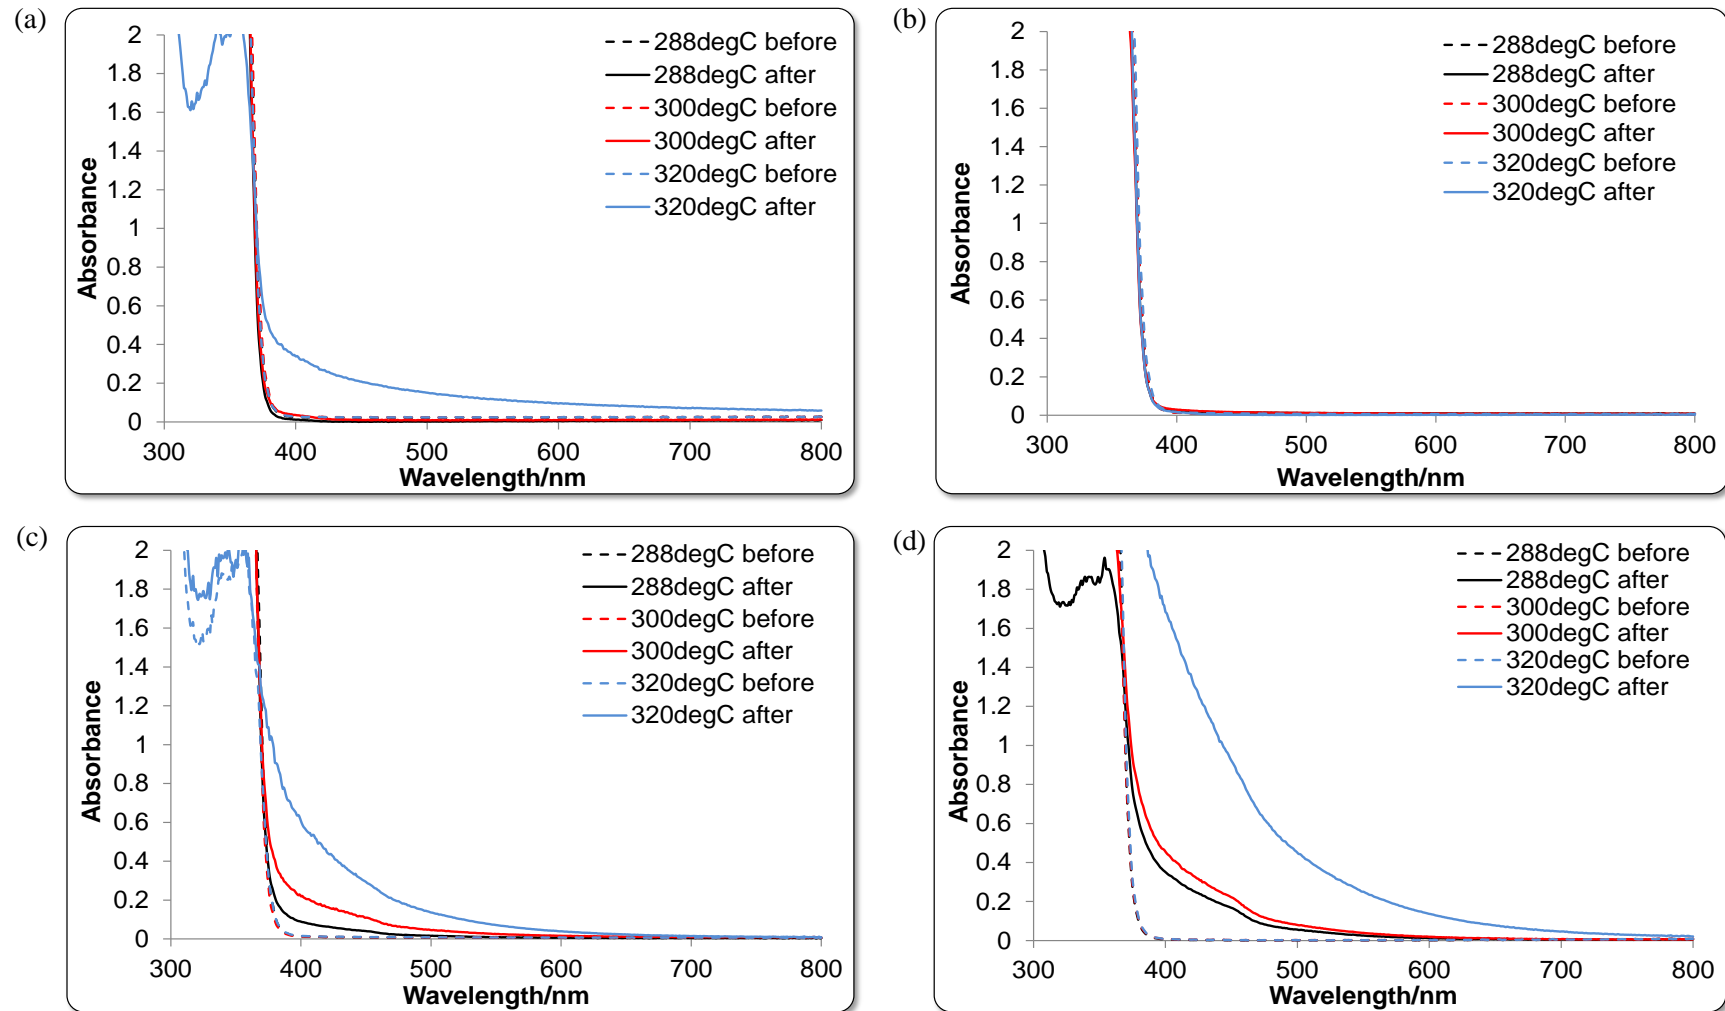 (a)
2
1.8
1.6
1.4
1.2
1
0.8
0.6
0.4
0.2
0
Absorbance
300 400 500 600 700 800
Wavelength/nm
288degC before
288degC after
300degC before
300degC after
320degC before
320degC after
(b)
2
1.8
1.6
1.4
1.2
1
0.8
0.6
0.4
0.2
0
Absorbance
300 400 500 600 700 800
Wavelength/nm
288degC before
288degC after
300degC before
300degC after
320degC before
320degC after
(c)
2
1.8
1.6
1.4
1.2
1
0.8
0.6
0.4
0.2
0
Absorbance
300 400 500 600 700 800
Wavelength/nm
288degC before
288degC after
300degC before
300degC after
320degC before
320degC after
(d)
2
1.8
1.6
1.4
1.2
1
0.8
0.6
0.4
0.2
0
Absorbance
300 400 500 600 700 800
Wavelength/nm
288degC before
288degC after
300degC before
300degC after
320degC before
320degC after